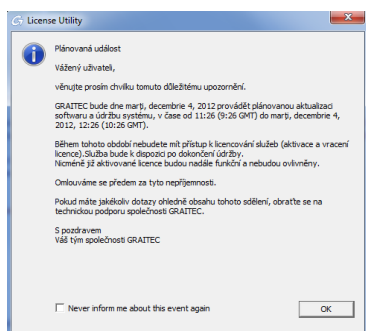 License Utility
Plánovaná událost
Vážený uživateli,
věnujte prosím chvilku tomuto důležitému upozornění.
GRAITEC bude dne marți, decembrie 4, 2012 provádět plánovanou aktualizaci
softwaru a údržbu systému, v čase od 11:26 (9:26 GMT) do marți, decembrie 4,
2012, 12:26 (10:26 GMT).
Během tohoto období nebudete mít přístup k licencování služeb (aktivace a vracení
licence).Služba bude k dispozici po dokončení údržby.
Nicméně již aktivované licence budou nadále funkční a nebudou ovlivněny.
Omlouváme se předem za tyto nepříjemnosti.
Pokud máte jakékoliv dotazy ohledně obsahu tohoto sdělení, obraťte se na
technickou podporu společnosti GRAITEC.
S pozdravem
Váš tým společnosti GRAITEC
Never inform me about this event again
OK